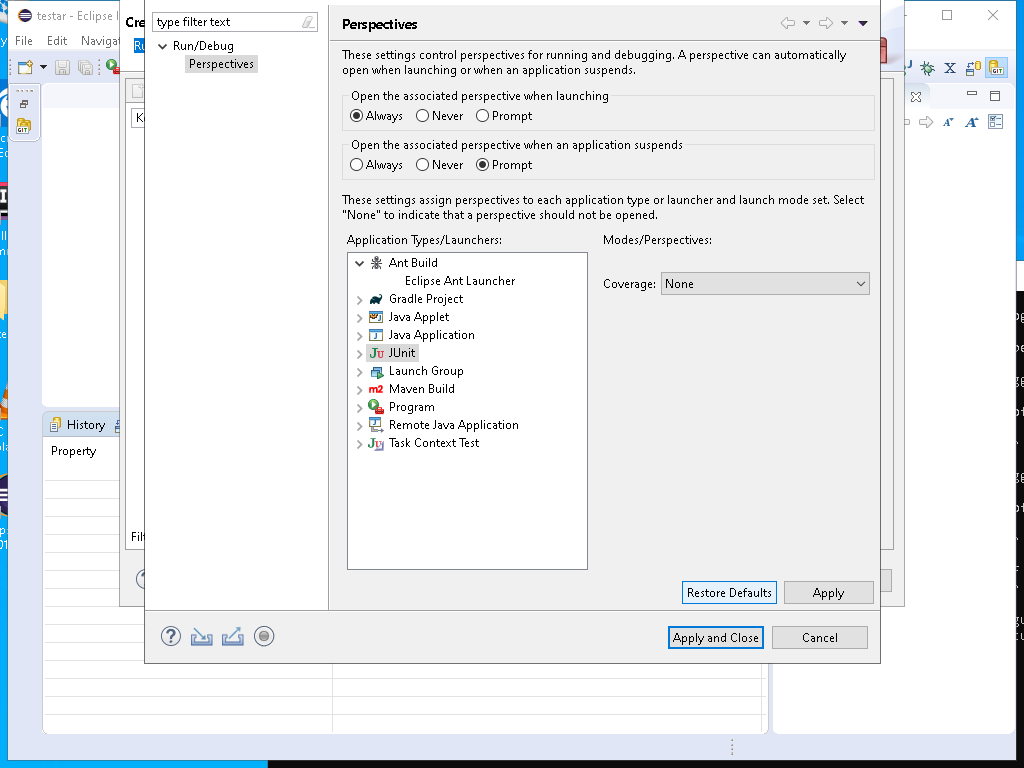 testar - Eclipse I
File Edit Navigat
Cre
Ru
type filter text
Run/Debug
Perspectives
Perspectives
These settings control perspectives for running and debugging. A perspective can automatically
open when launching or when an application suspends.
Open the associated perspective when launching
Always Never Prompt
Open the associated perspective when an application suspends
Always Never Prompt
These settings assign perspectives to each application type or launcher and launch mode set. Select
"None" to indicate that a perspective should not be opened.
Application Types/Launchers:
Modes/Perspectives:
Ant Build
Eclipse Ant Launcher
Gradle Project
Java Applet
Java Application
JUnit
Launch Group
Maven Build
Program
Remote Java Application
Task Context Test
Coverage: None
Restore Defaults Apply
Apply and Close Cancel
History
Property
Filt